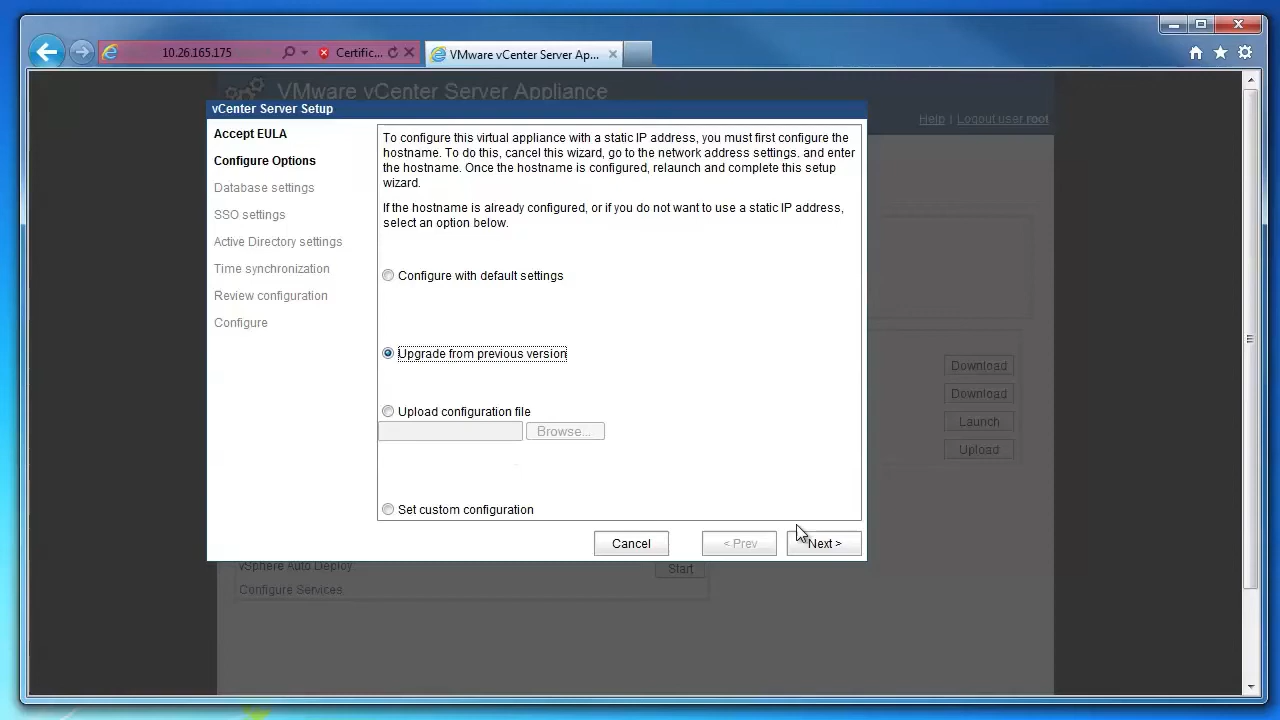 10.26.165.175
Certific...
VMware vCenter Server Ap...
VMware vCenter Server Appliance
Help | Logout user root
vCenter Server Setup
Accept EULA
Configure Options
Database settings
SSO settings
Active Directory settings
Time synchronization
Review configuration
Configure
To configure this virtual appliance with a static IP address, you must first configure the
hostname. To do this, cancel this wizard, go to the network address settings. and enter
the hostname. Once the hostname is configured, relaunch and complete this setup
wizard.
If the hostname is already configured, or if you do not want to use a static IP address,
select an option below.
Configure with default settings
Upgrade from previous version
Upload configuration file
Browse...
Set custom configuration
Cancel
< Prev
Next >
Download
Download
Launch
Upload
vSphere Auto Deploy
Start
Configure Services